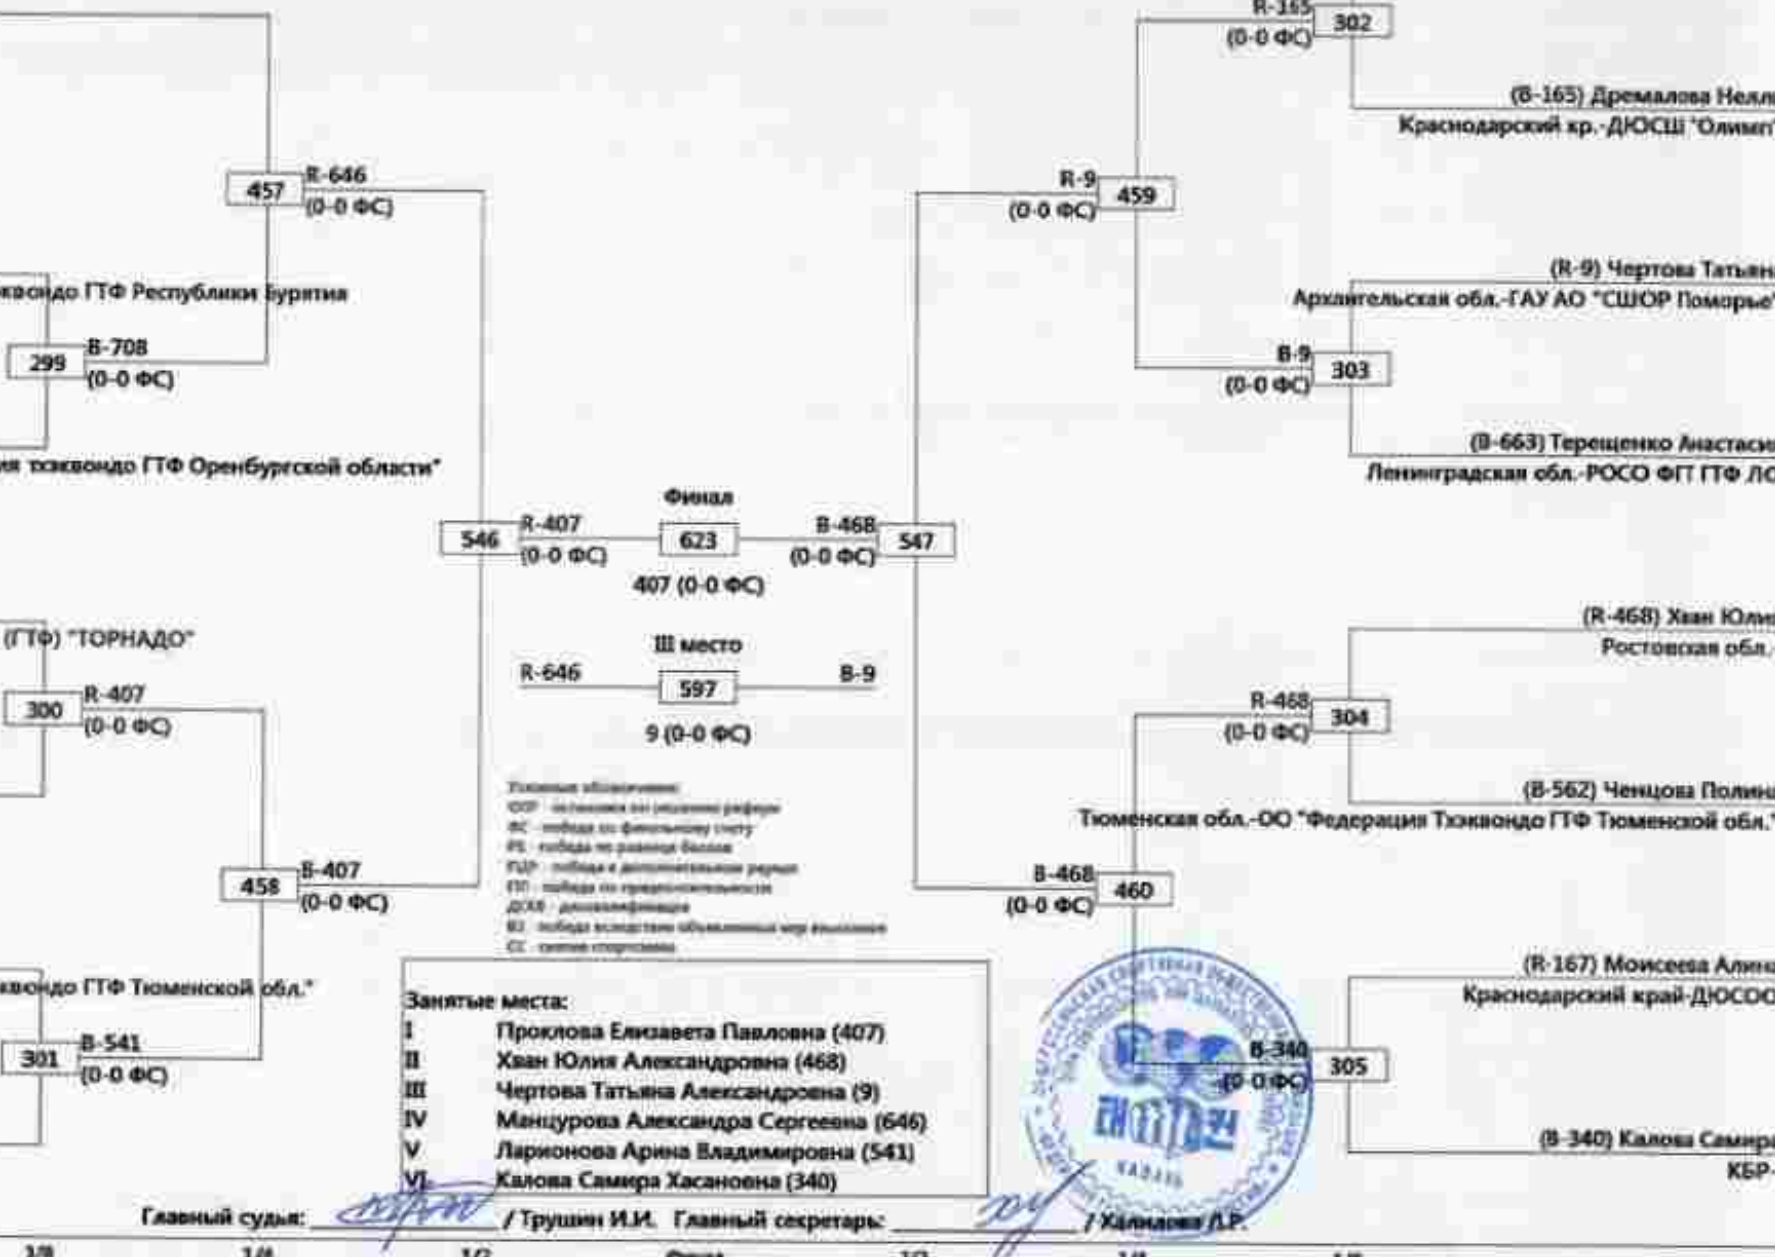 R-165
302
(0-0 ФС)
(B-165) Дремалова Нелли
Краснодарский кр.-ДЮСШ "Олимп"
R-646
457
(0-0 ФС)
R-9
459
(0-0 ФС)
(R-9) Чертова Татьяна
Архангельская обл.-ГАУ АО "СШОР Поморье"
ГТФ Республики Бурятия
B-708
299
(0-0 ФС)
B-9
303
(0-0 ФС)
(B-663) Терещенко Анастасия
Ленинградская обл.-РОСО ФГТ ГТФ ЛО
тхэквондо ГТФ Оренбургской области"
Финал
R-407
546
(0-0 ФС)
623
B-468
547
(0-0 ФС)
407 (0-0 ФС)
(R-468) Хван Юлия
Ростовская обл.-
(ГТФ) "ТОРНАДО"
III место
R-646
597
B-9
9 (0-0 ФС)
R-407
300
(0-0 ФС)
R-468
304
(0-0 ФС)
(B-562) Ченцова Полина
Тюменская обл.-ОО "Федерация Тхэквондо ГТФ Тюменской обл."
ФС - победа по финальному счету
B-407
458
(0-0 ФС)
B-468
460
(0-0 ФС)
(R-167) Моисеева Алина
Краснодарский край-ДЮСОО
ГТФ Тюменской обл."
B-541
301
(0-0 ФС)
B-340
305
(0-0 ФС)
(B-340) Калова Самира
КБР-
Занятые места:
I Проклова Елизавета Павловна (407)
II Хван Юлия Александровна (468)
III Чертова Татьяна Александровна (9)
IV Манцурова Александра Сергеевна (646)
V Ларионова Арина Владимировна (541)
VI Калова Самира Хасановна (340)
Главный судья: / Трушин И.И. Главный секретарь: / Халидова Л.Р.